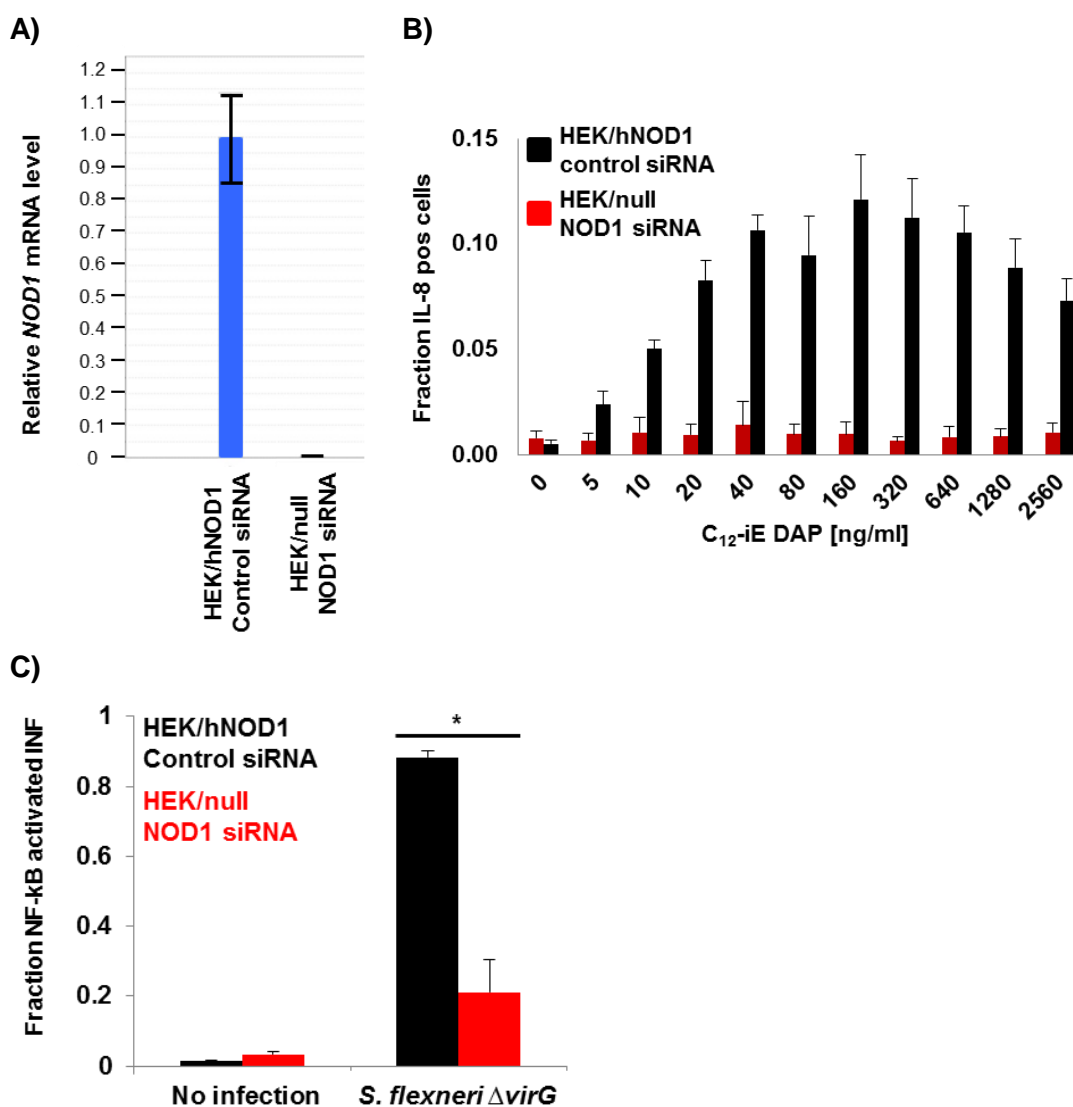 A)
Relative NOD1 mRNA level
1.2
1.1
1.0
0.9
0.8
0.7
0.6
0.5
0.4
0.3
0.2
0.1
0
HEK/hNOD1
Control siRNA
HEK/null
NOD1 siRNA
B)
Fraction IL-8 pos cells
0.15
0.10
0.05
0.00
HEK/hNOD1
control siRNA
HEK/null
NOD1 siRNA
0 5 10 20 40 80 160 320 640 1280 2560
C12-iE DAP [ng/ml]
C)
Fraction NF-kB activated INF
1
0.8
0.6
0.4
0.2
0
HEK/hNOD1
Control siRNA
HEK/null
NOD1 siRNA
*
No infection
S. flexneri ΔvirG